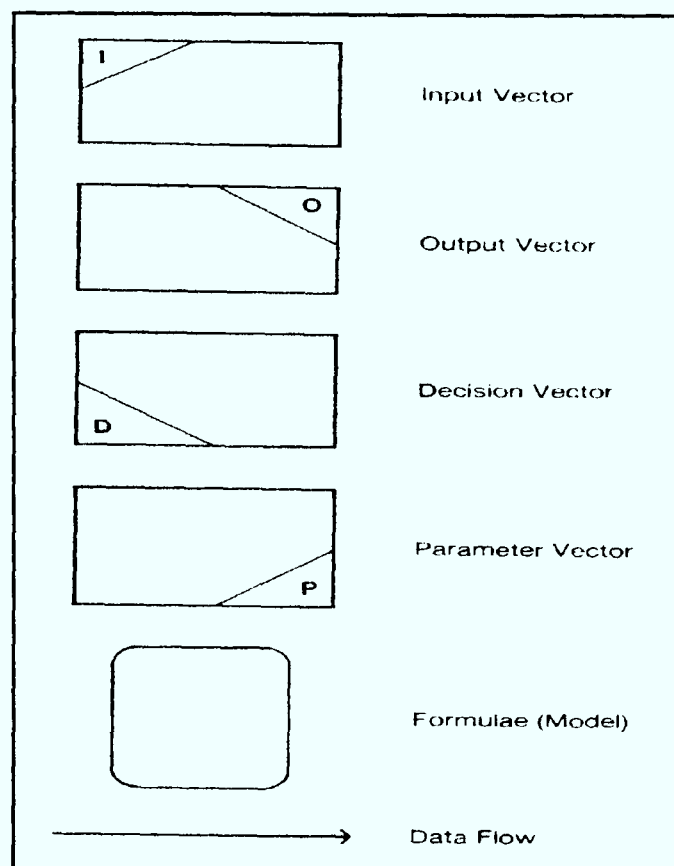 I
Input Vector
O
Output Vector
D
Decision Vector
P
Parameter Vector
Formulae (Model)
Data Flow